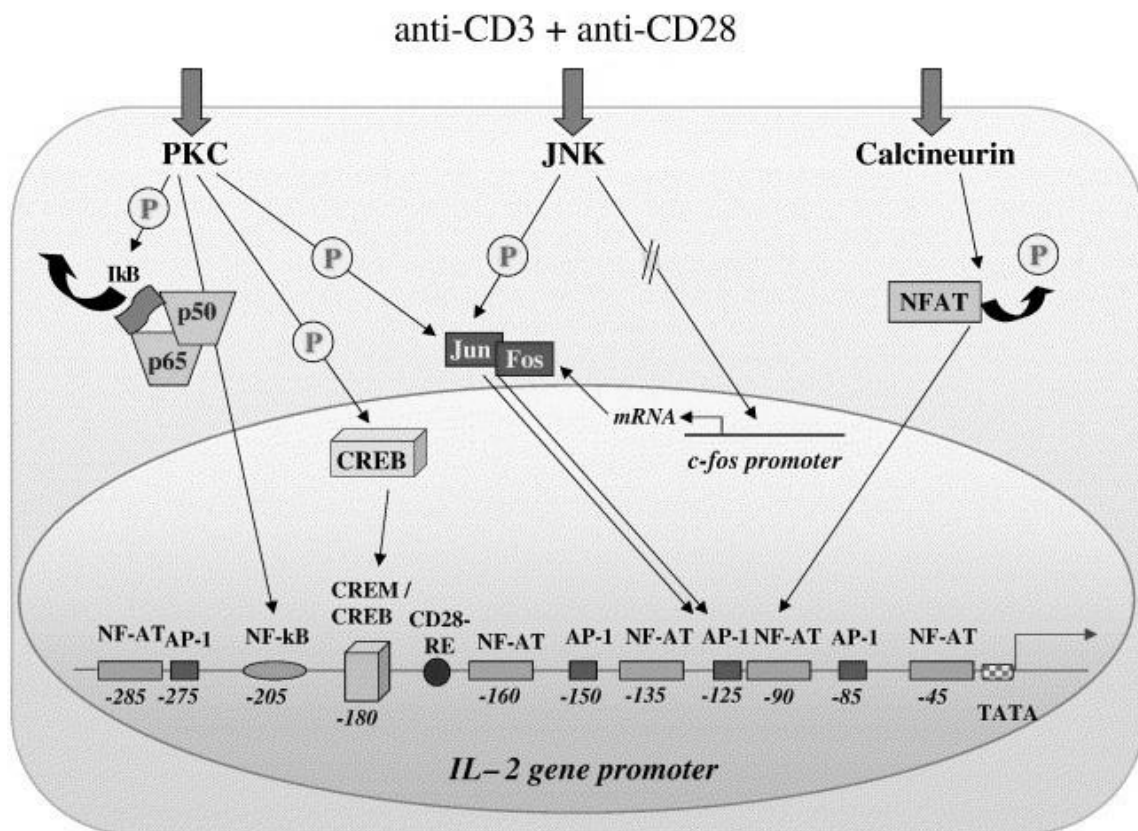 anti-CD3 + anti-CD28
PKC
JNK
Calcineurin
P
P
P
P
P
IkB
p50
p65
NFAT
Jun
Fos
mRNA
c-fos promoter
CREB
CREM /
CREB
CD28-
RE
NF-AT
AP-1
NF-kB
NF-AT
AP-1
NF-AT
AP-1
NF-AT
AP-1
NF-AT
-285
-275
-205
-180
-160
-150
-135
-125
-90
-85
-45
TATA
IL-2 gene promoter